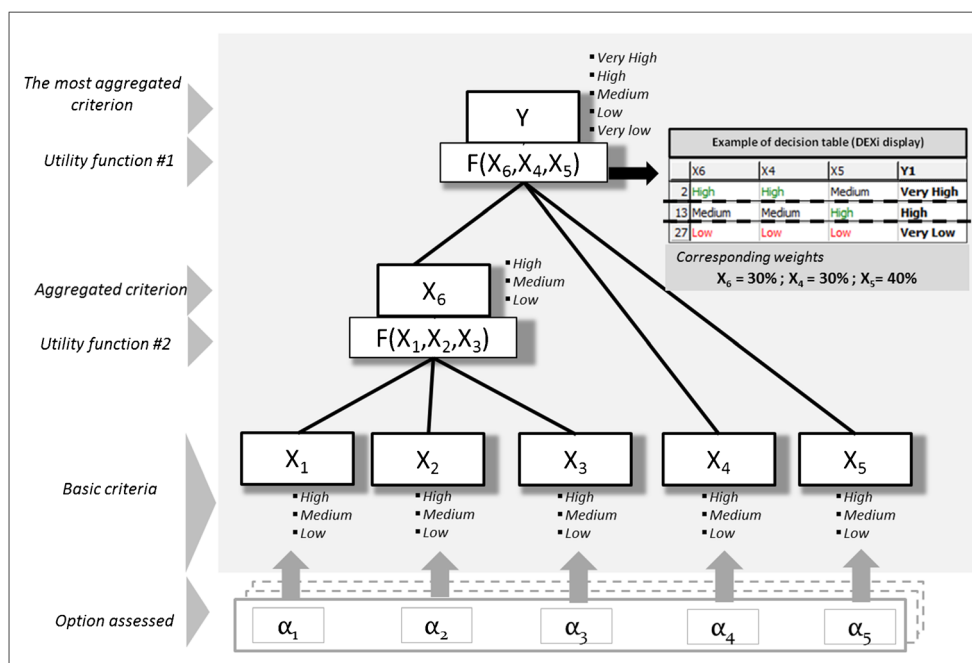 The most aggregated
criterion
▪ Very High
▪ High
▪ Medium
▪ Low
▪ Very low
Y
Utility function #1
F(X₆,X₄,X₅)
Example of decision table (DEXi display)
X6 X4 X5 Y1
2 High High Medium Very High
13 Medium Medium High High
27 Low Low Low Very Low
Corresponding weights
X₆ = 30% ; X₄ = 30% ; X₅= 40%
Aggregated criterion
X₆
▪ High
▪ Medium
▪ Low
Utility function #2
F(X₁,X₂,X₃)
Basic criteria
X₁
▪ High
▪ Medium
▪ Low
X₂
▪ High
▪ Medium
▪ Low
X₃
▪ High
▪ Medium
▪ Low
X₄
▪ High
▪ Medium
▪ Low
X₅
▪ High
▪ Medium
▪ Low
Option assessed
α₁ α₂ α₃ α₄ α₅